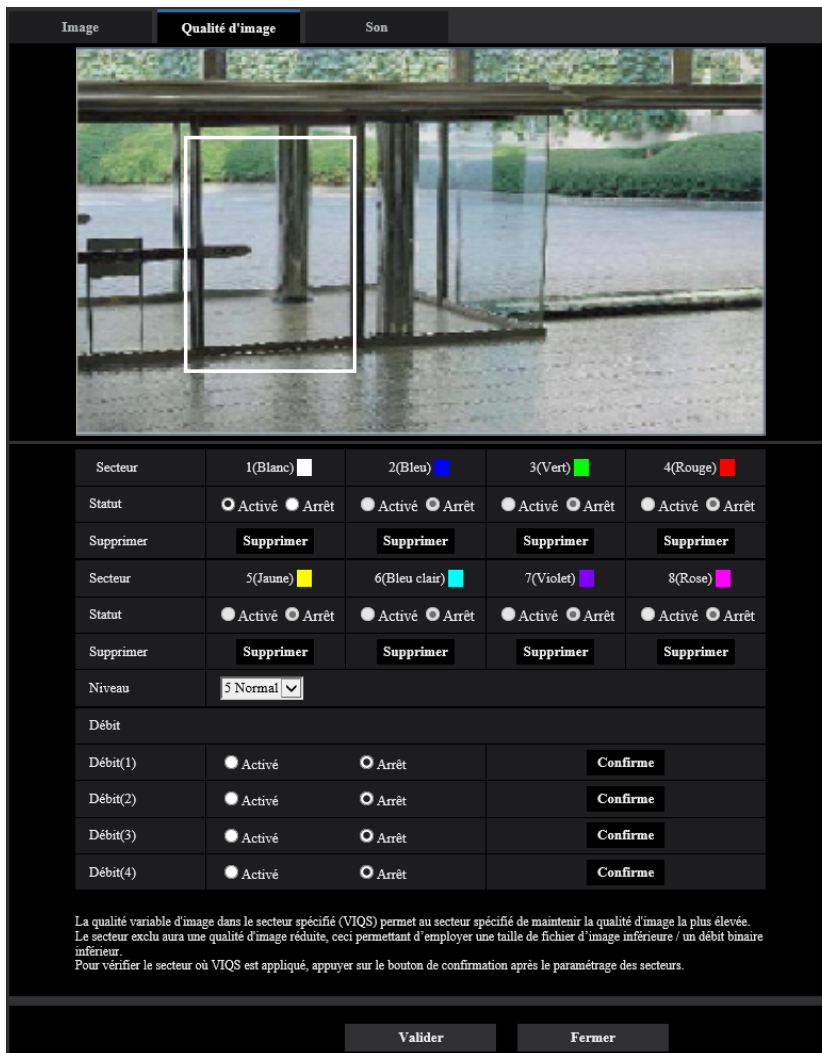 Image Qualité d'image Son
Secteur 1(Blanc) 2(Bleu) 3(Vert) 4(Rouge)
Statut Activé Arrêt Activé Arrêt Activé Arrêt Activé Arrêt
Supprimer Supprimer Supprimer Supprimer Supprimer
Secteur 5(Jaune) 6(Bleu clair) 7(Violet) 8(Rose)
Statut Activé Arrêt Activé Arrêt Activé Arrêt Activé Arrêt
Supprimer Supprimer Supprimer Supprimer Supprimer
Niveau 5 Normal
Débit
Débit(1) Activé Arrêt Confirme
Débit(2) Activé Arrêt Confirme
Débit(3) Activé Arrêt Confirme
Débit(4) Activé Arrêt Confirme
La qualité variable d'image dans le secteur spécifié (VIQS) permet au secteur spécifié de maintenir la qualité d'image la plus élevée.
Le secteur exclu aura une qualité d'image réduite, ceci permettant d’employer une taille de fichier d’image inférieure / un débit binaire
inférieur.
Pour vérifier le secteur où VIQS est appliqué, appuyer sur le bouton de confirmation après le paramétrage des secteurs.
Valider Fermer